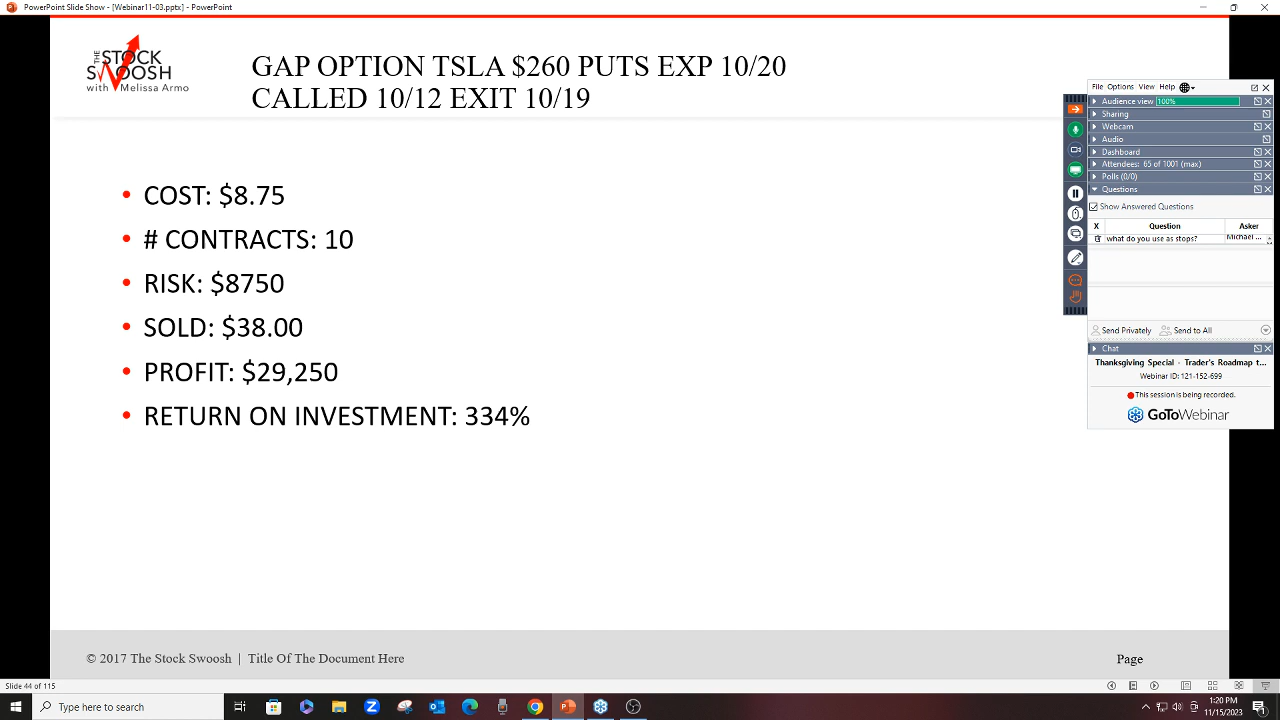 PowerPoint Slide Show - [Webinar11-03.pptx] - PowerPoint
THE
STOCK
SWOOSH
with Melissa Armo
GAP OPTION TSLA $260 PUTS EXP 10/20
CALLED 10/12 EXIT 10/19
• COST: $8.75
• # CONTRACTS: 10
• RISK: $8750
• SOLD: $38.00
• PROFIT: $29,250
• RETURN ON INVESTMENT: 334%
File Options View Help
Audience view 100%
Sharing
Webcam
Audio
Dashboard
Attendees: 65 of 1001 (max)
Polls (0/0)
Questions
Show Answered Questions
X Question Asker
what do you use as stops? Michael ...
Send Privately Send to All
Chat
Thanksgiving Special - Trader's Roadmap t...
Webinar ID: 121-152-699
This session is being recorded.
GoToWebinar
© 2017 The Stock Swoosh | Title Of The Document Here
Page
Slide 44 of 115
Type here to search
1:20 PM
11/15/2023